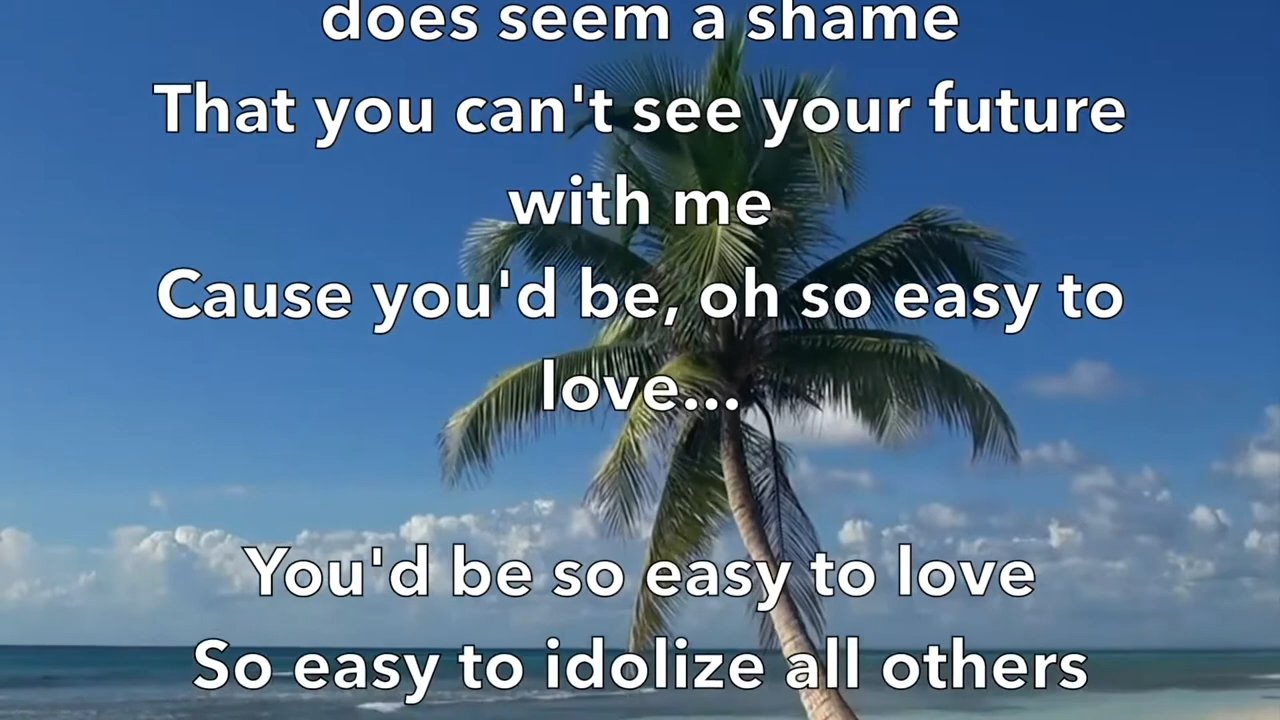 does seem a shame
That you can't see your future
with me
Cause you'd be, oh so easy to
love...
You'd be so easy to love
So easy to idolize all others